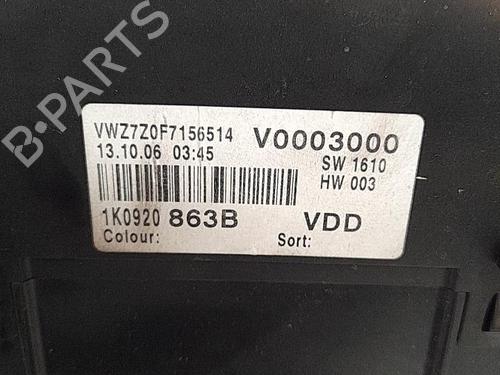 VWZ7Z0F7156514 V0003000
13.10.06 03:45 SW 1610
HW 003
1K0920 863B VDD
Colour: Sort:
B-PARTS